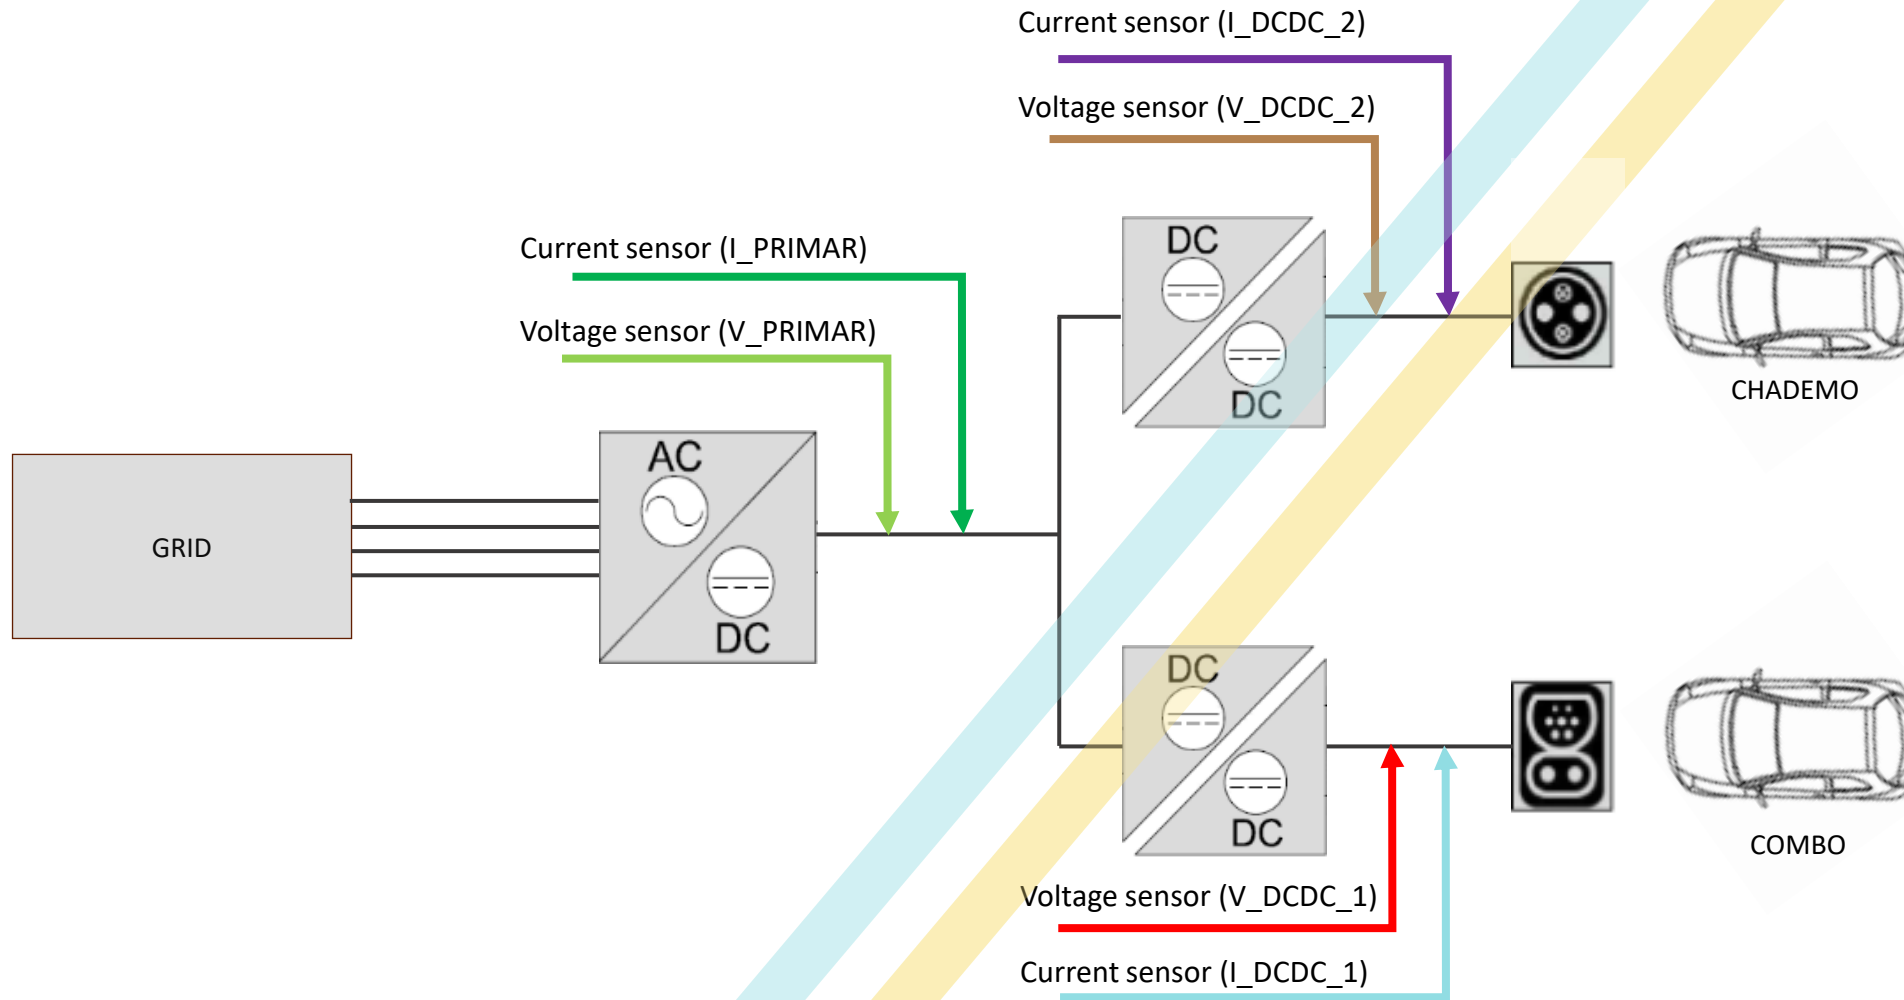 Current sensor (I_DCDC_2)
Voltage sensor (V_DCDC_2)
Current sensor (I_PRIMAR)
Voltage sensor (V_PRIMAR)
DC
DC
CHADEMO
GRID
AC
DC
DC
DC
COMBO
Voltage sensor (V_DCDC_1)
Current sensor (I_DCDC_1)